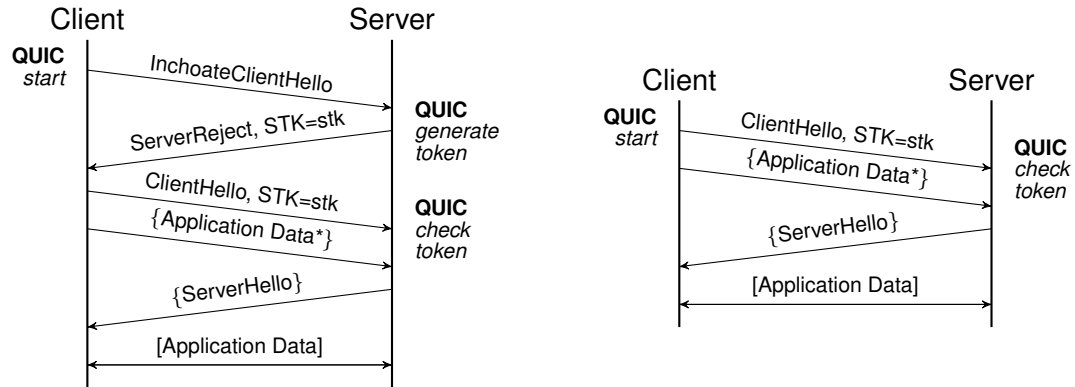 Client
Server
QUIC
start
InchoateClientHello
QUIC
generate
token
ServerReject, STK=stk
ClientHello, STK=stk
QUIC
check
token
{Application Data*}
{ServerHello}
[Application Data]
Client
Server
QUIC
start
ClientHello, STK=stk
QUIC
check
token
{Application Data*}
{ServerHello}
[Application Data]